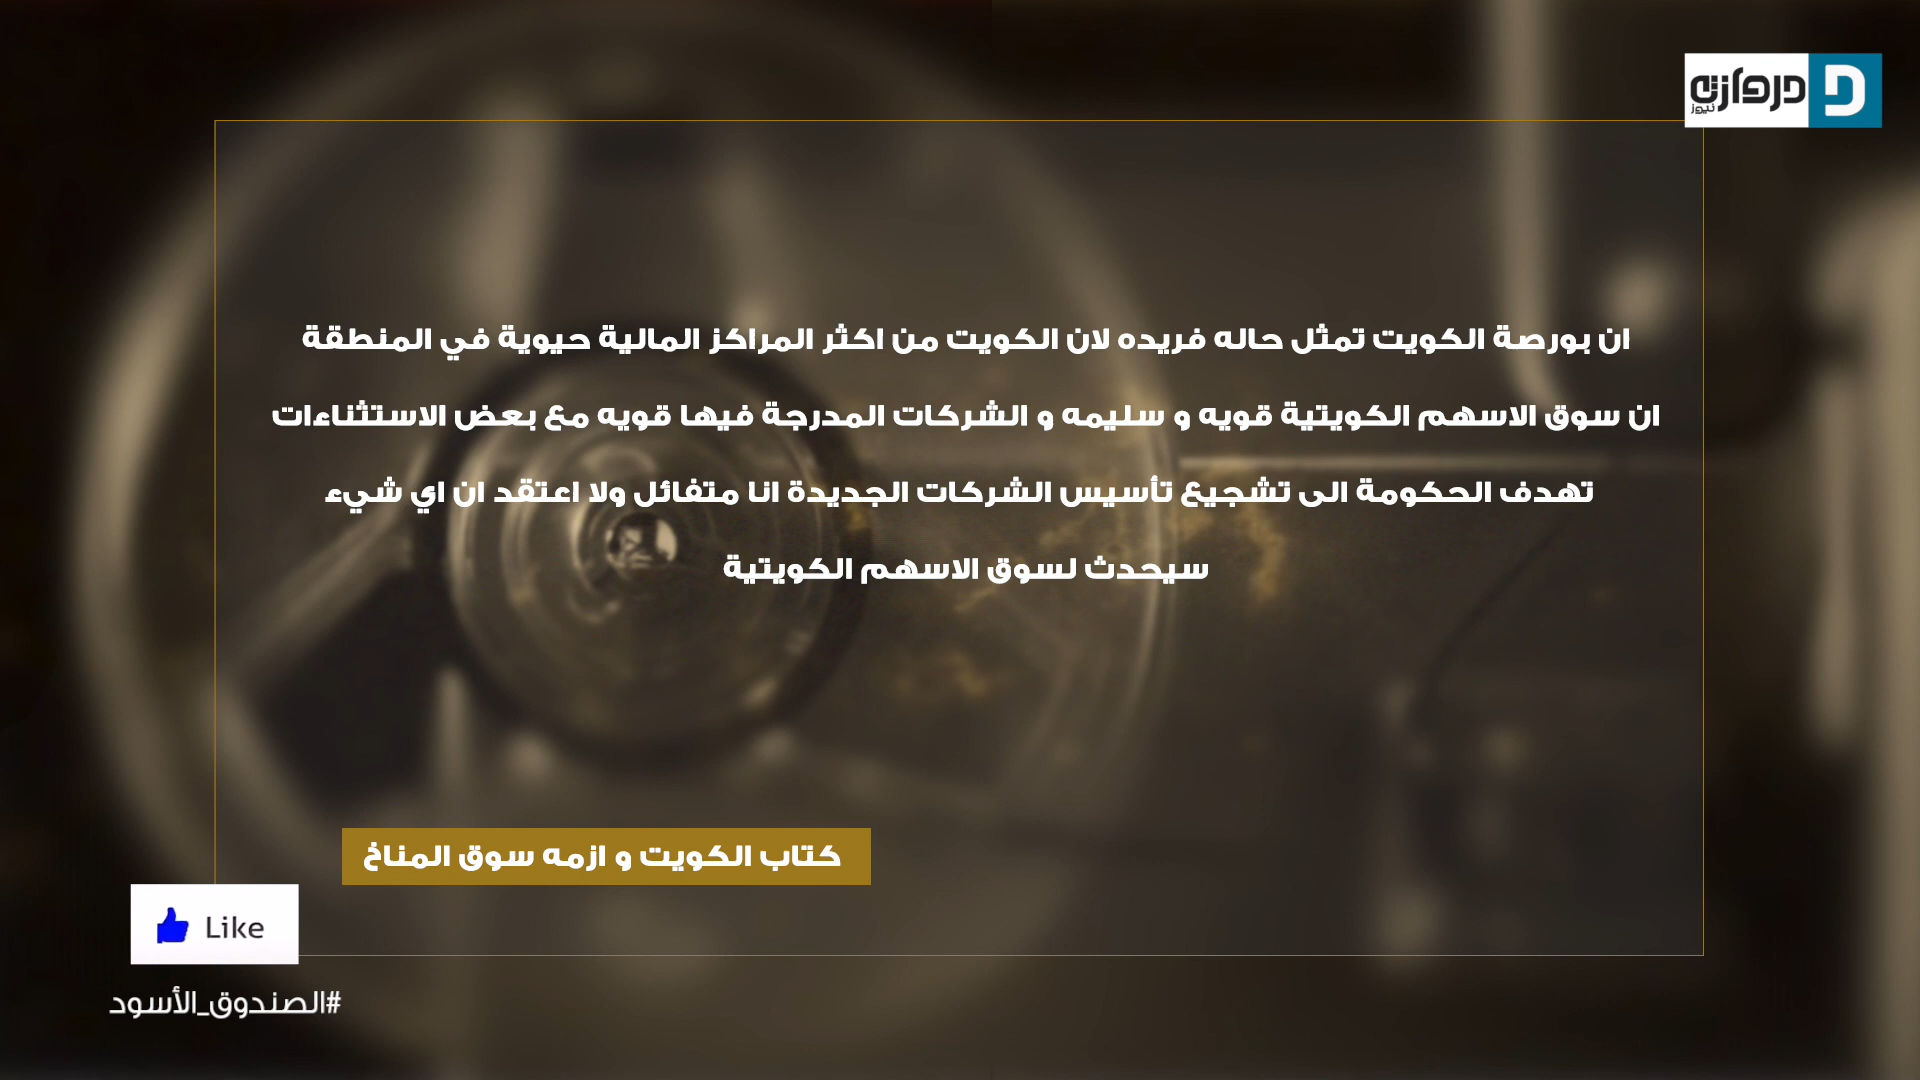 دروازة
نيوز
D
ان بورصة الكويت تمثل حاله فريده لان الكويت من اكثر المراكز المالية حيوية في المنطقة
ان سوق الاسهم الكويتية قويه و سليمه و الشركات المدرجة فيها قويه مع بعض الاستثناءات
تهدف الحكومة الى تشجيع تأسيس الشركات الجديدة انا متفائل ولا اعتقد ان اي شيء
سيحدث لسوق الاسهم الكويتية
كتاب الكويت و ازمه سوق المناخ
Like
#الصندوق_الأسود